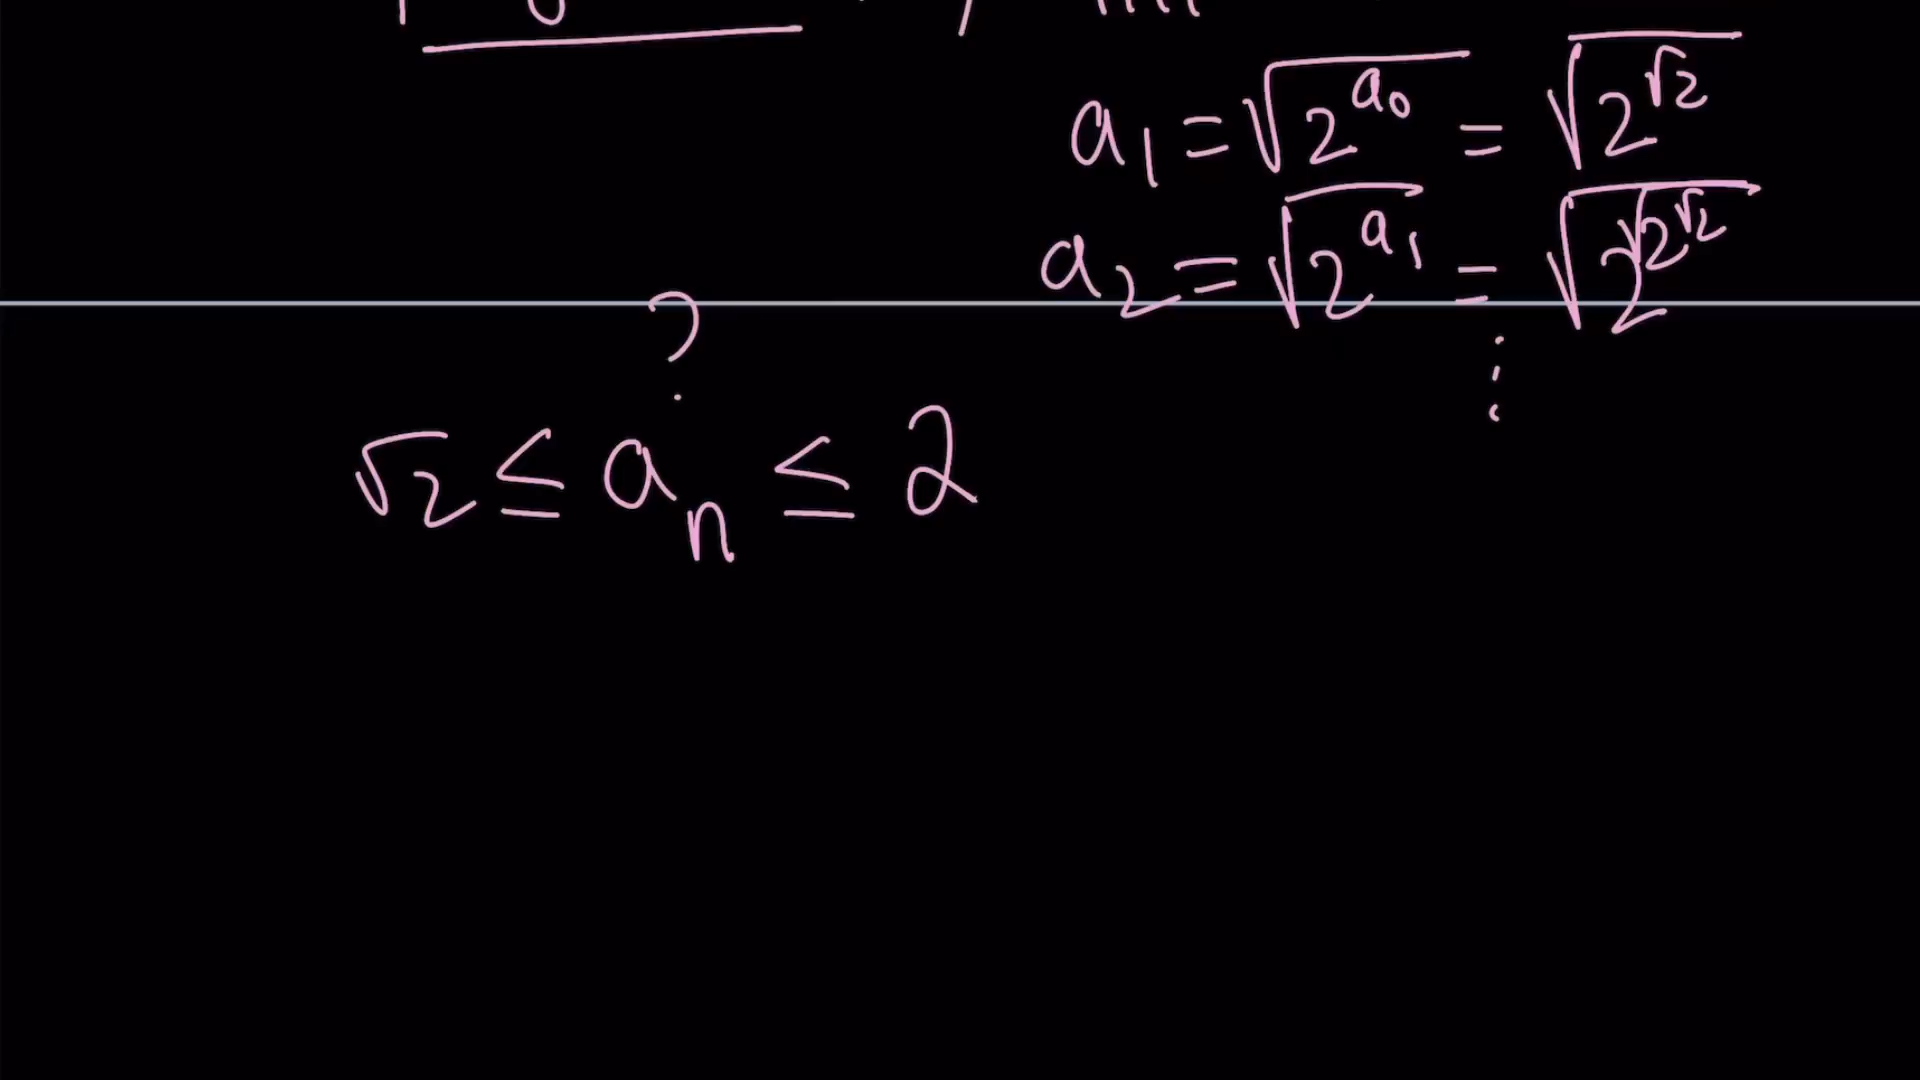 a₁ = √(2^(a₀)) = √(2^(√2))
a₂ = √(2^(a₁)) = √(2^(√(2^(√2))))
⋮
?
√2 ≤ aₙ ≤ 2